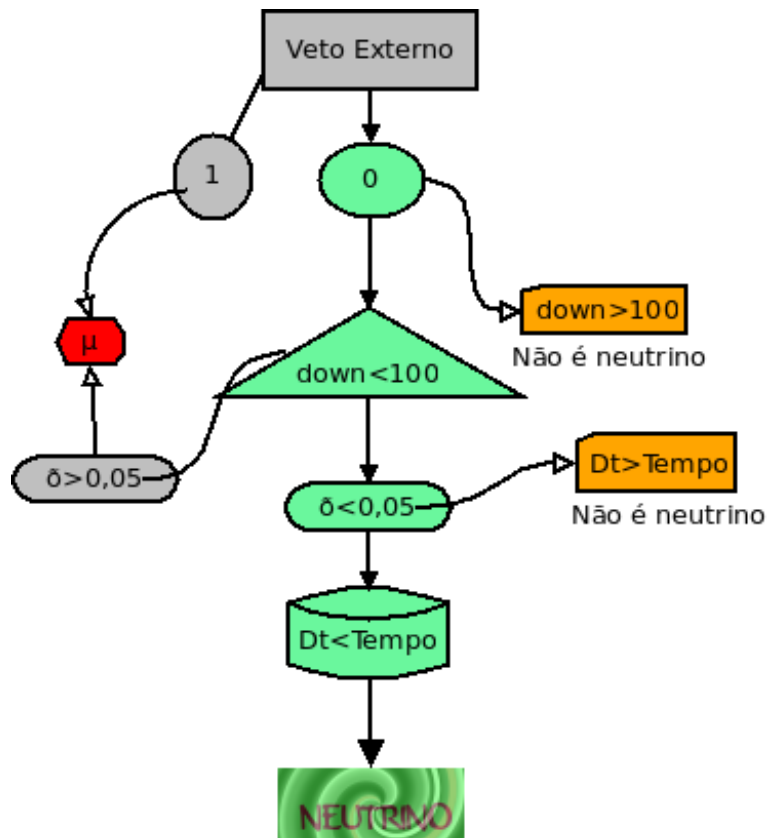 Veto Externo
1
0
down>100
µ
Não é neutrino
down<100
Dt>Tempo
ð>0,05
ð<0,05
Não é neutrino
Dt<Tempo
NEUTRINO